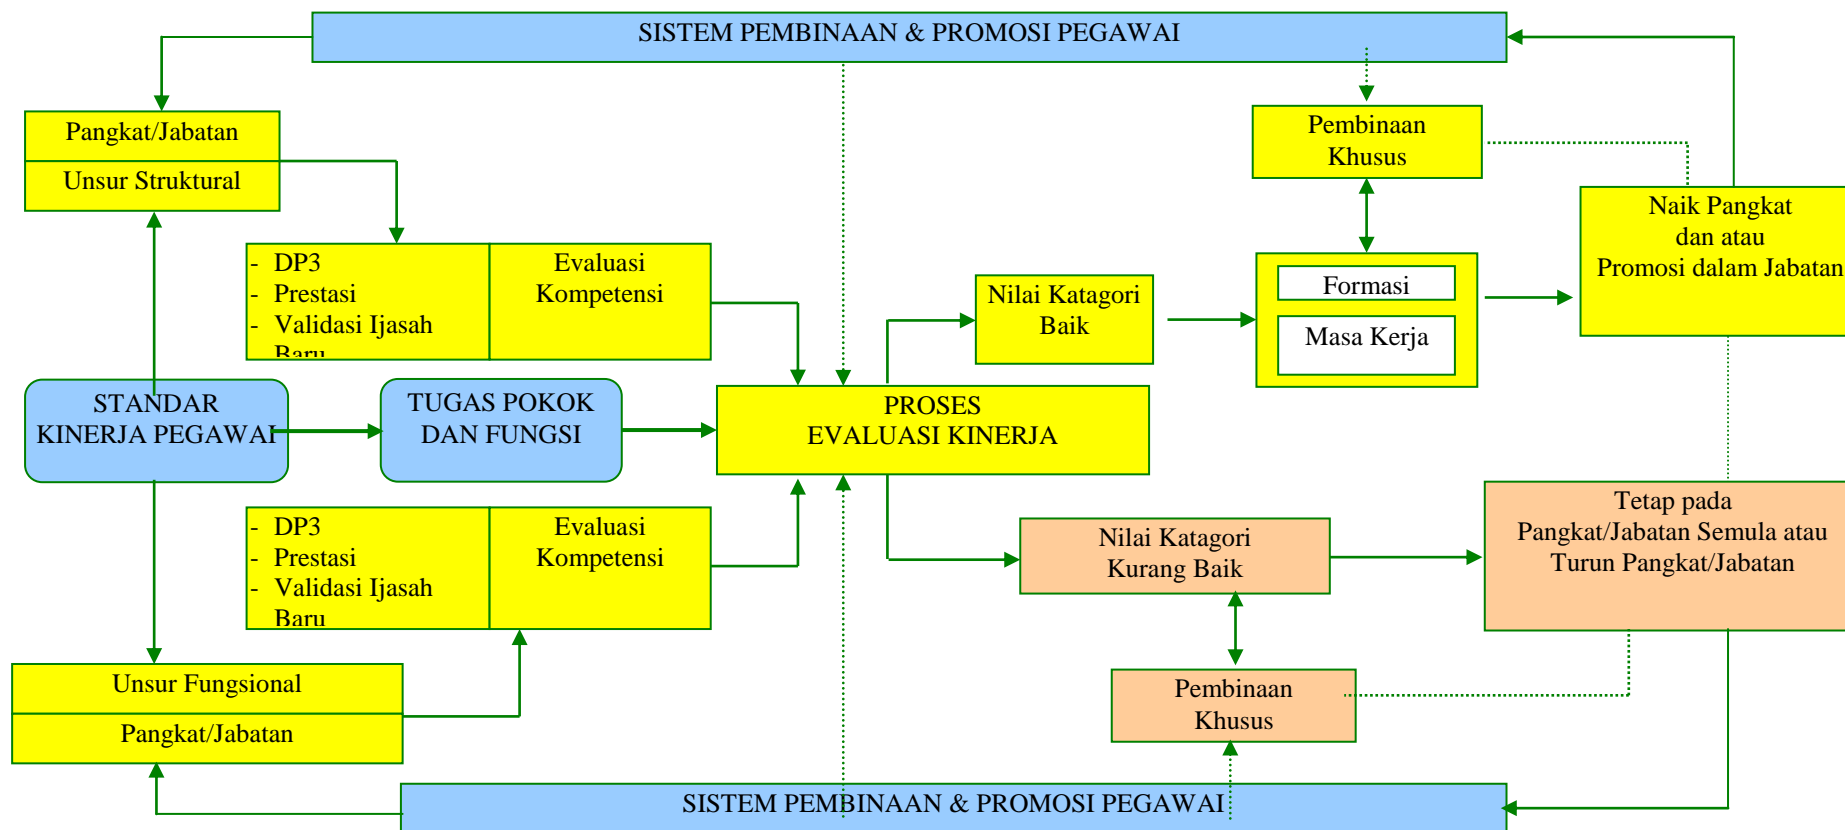 SISTEM PEMBINAAN & PROMOSI PEGAWAI
Pangkat/Jabatan
Unsur Struktural
Pembinaan
Khusus
Naik Pangkat
dan atau
Promosi dalam Jabatan
- DP3
- Prestasi
- Validasi Ijasah
Baru
Evaluasi
Kompetensi
Nilai Katagori
Baik
Formasi
Masa Kerja
STANDAR
KINERJA PEGAWAI
TUGAS POKOK
DAN FUNGSI
PROSES
EVALUASI KINERJA
- DP3
- Prestasi
- Validasi Ijasah
Baru
Evaluasi
Kompetensi
Nilai Katagori
Kurang Baik
Tetap pada
Pangkat/Jabatan Semula atau
Turun Pangkat/Jabatan
Unsur Fungsional
Pangkat/Jabatan
Pembinaan
Khusus
SISTEM PEMBINAAN & PROMOSI PEGAWAI